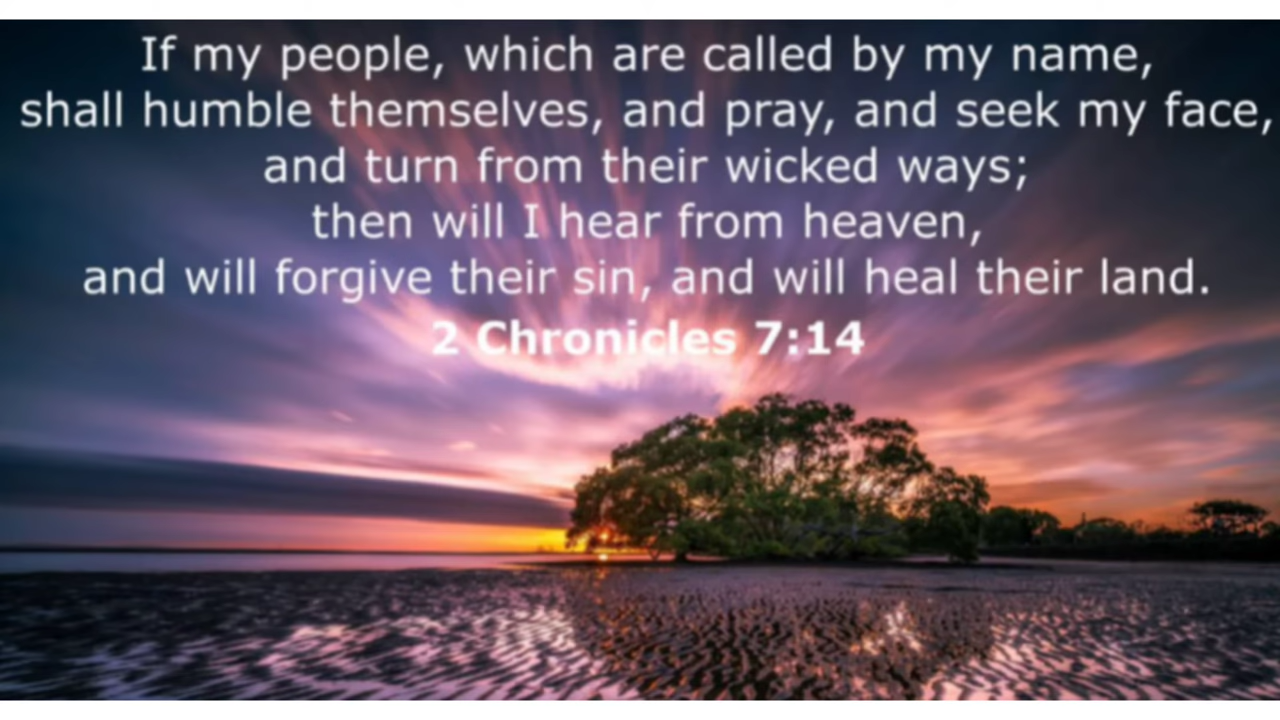 If my people, which are called by my name,
shall humble themselves, and pray, and seek my face,
and turn from their wicked ways;
then will I hear from heaven,
and will forgive their sin, and will heal their land.
2 Chronicles 7:14